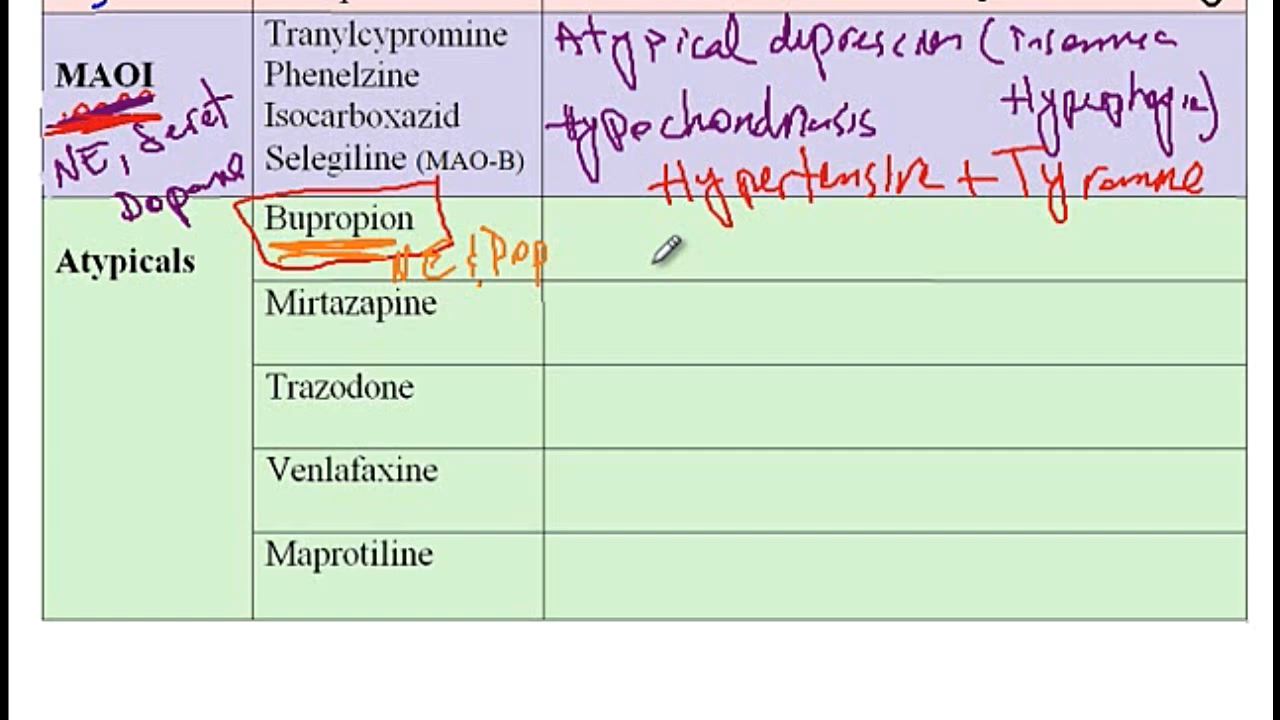 Tranylcypromine
Phenelzine
Isocarboxazid
Selegiline (MAO-B)
MAOI
NE, Serot
Dopamine
Atypical depression (Insomnia
Hyperphagia)
Hypochondriasis
Hypertensive + Tyramine
Atypicals
Bupropion
NE & Dop
Mirtazapine
Trazodone
Venlafaxine
Maprotiline